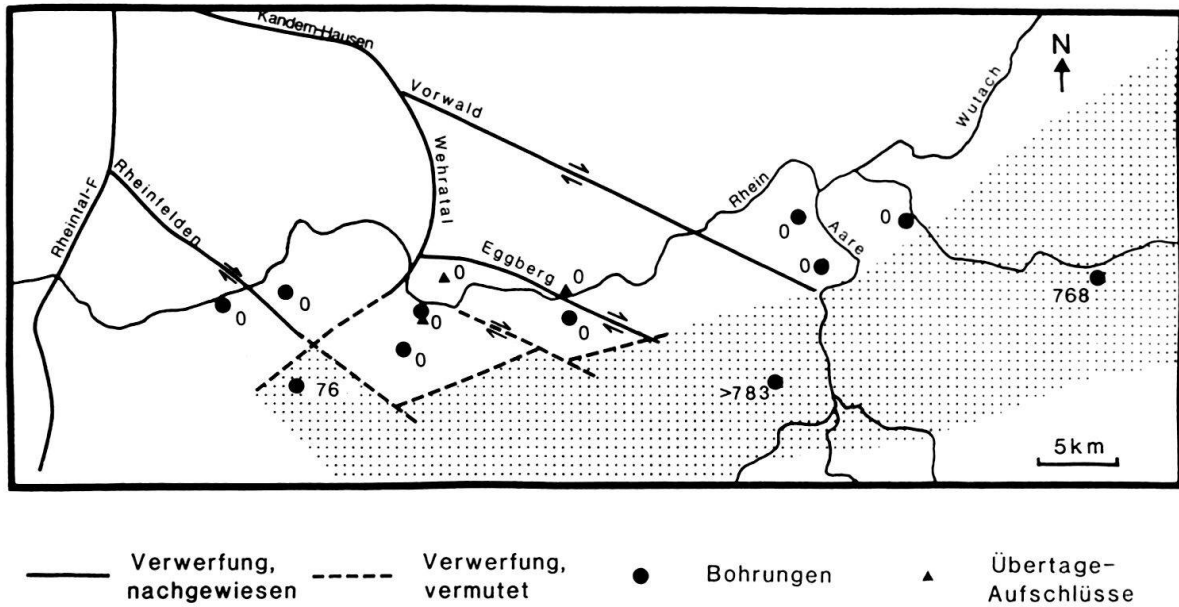 Kandern-Hausen
N
Vorwald
Wutach
Wehratal
Rheinfelden
Rheintal-F
Rhein
Aare
Eggberg
0
0
0
0
0
0
0
0
0
0
768
76
>783
5km
Verwerfung,
nachgewiesen
Verwerfung,
vermutet
Bohrungen
Übertage-
Aufschlüsse